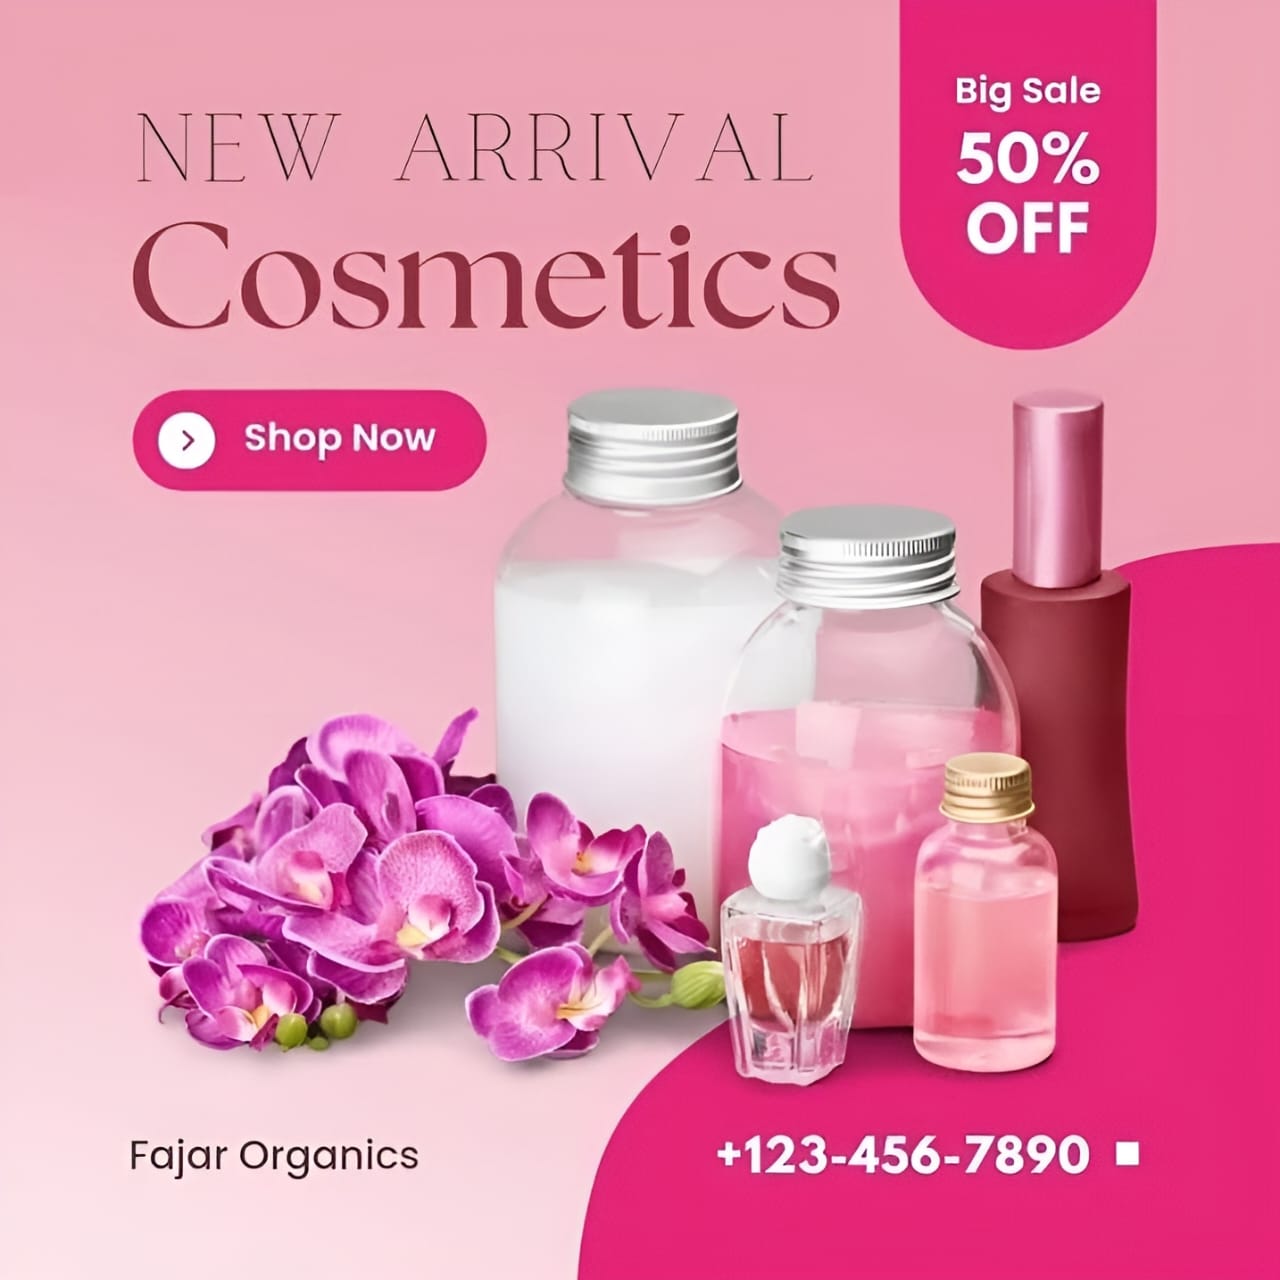 NEW ARRIVAL
Cosmetics
Big Sale
50%
OFF
Shop Now
Fajar Organics
+123-456-7890